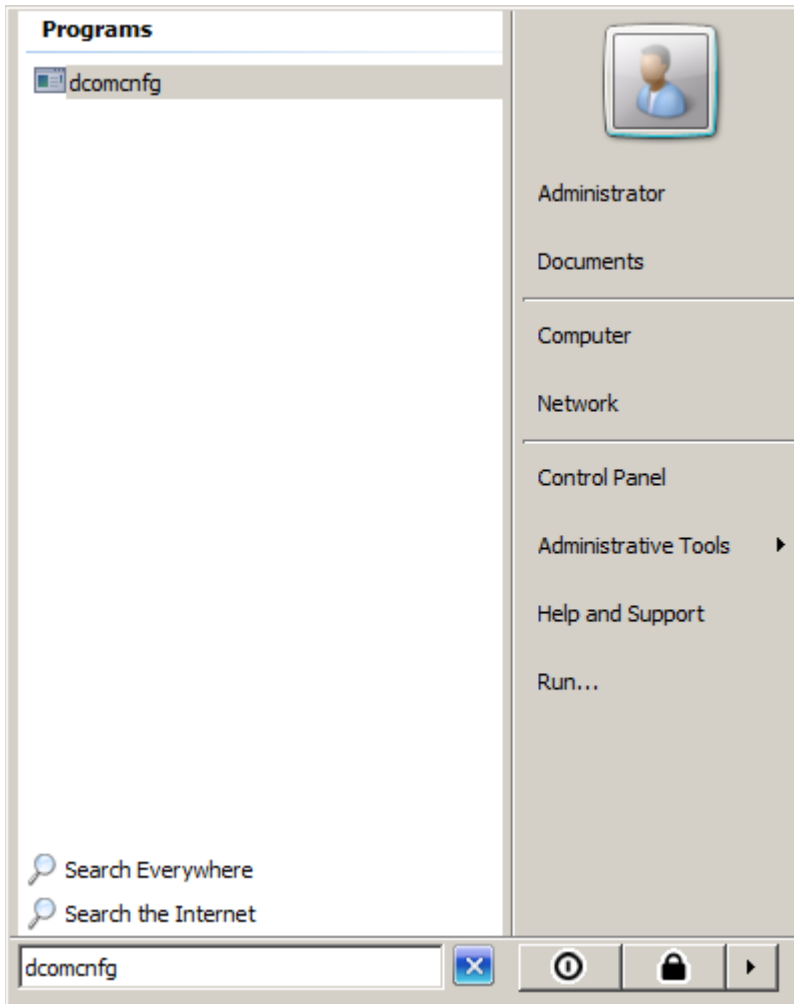 Programs
dcomcnfg
Search Everywhere
Search the Internet
dcomcnfg
Administrator
Documents
Computer
Network
Control Panel
Administrative Tools
Help and Support
Run...